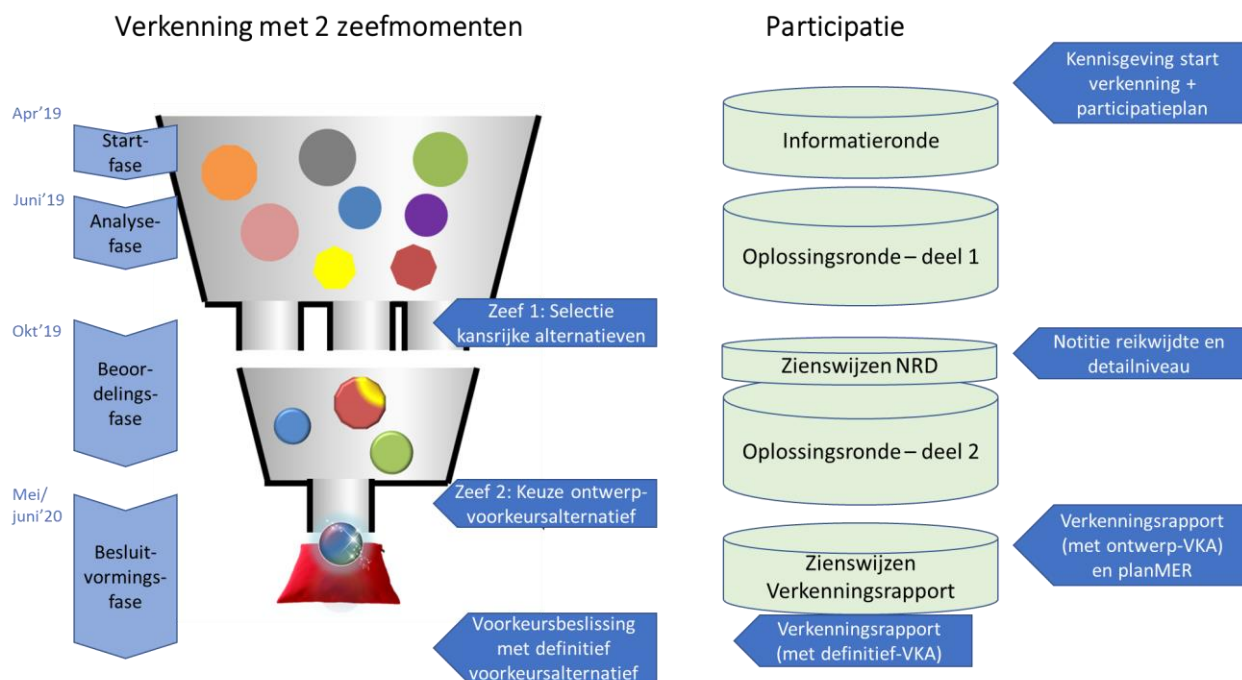 Verkenning met 2 zeefmomenten
Apr'19
Start-
fase
Juni'19
Analyse-
fase
Zeef 1: Selectie
kansrijke alternatieven
Okt'19
Beoor-
delings-
fase
Mei/
juni'20
Zeef 2: Keuze ontwerp-
voorkeursalternatief
Besluit-
vormings-
fase
Voorkeursbeslissing
met definitief
voorkeursalternatief
Participatie
Kennisgeving start
verkenning +
participatieplan
Informatieronde
Oplossingsronde – deel 1
Zienswijzen NRD
Notitie reikwijdte en
detailniveau
Oplossingsronde – deel 2
Verkenningsrapport
(met ontwerp-VKA)
en planMER
Zienswijzen
Verkenningsrapport
Verkenningsrapport
(met definitief-VKA)